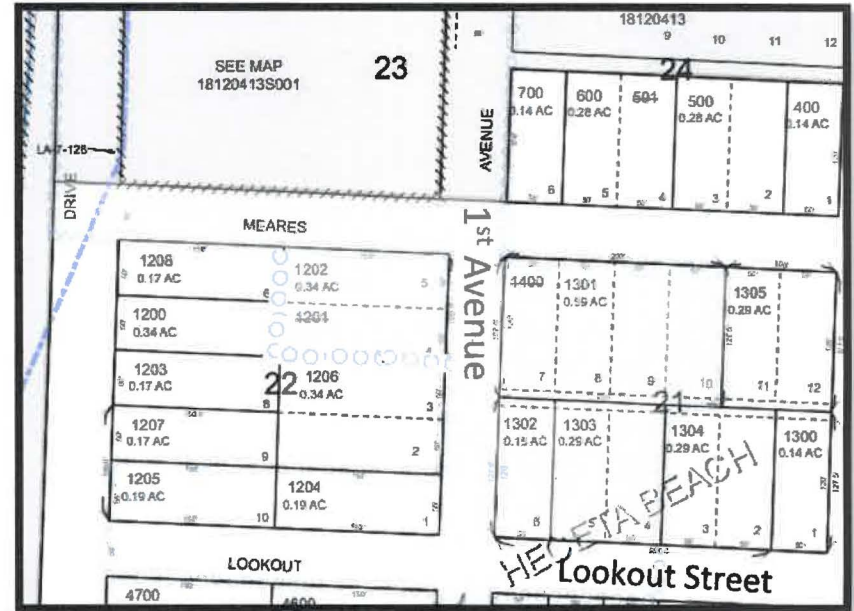 18120413
9 10 11 12
SEE MAP
18120413S001
23
24
700
0.14 AC
600
0.28 AC
501
500
0.28 AC
400
0.14 AC
AVENUE
6 5 4 3 2 1
DRIVE
MEARES
1st Avenue
1208
0.17 AC
6
1202
0.34 AC
5
1200
0.34 AC
1201
1203
0.17 AC
8
22
1206
0.34 AC
3
1207
0.17 AC
9
2
1205
0.19 AC
10
1204
0.19 AC
1
1400
1301
1305
0.29 AC
7 8 9 10 11 12
21
1302
0.15 AC
1303
0.29 AC
1304
0.29 AC
1300
0.14 AC
6 5 4 3 2 1
HECETA BEACH
LOOKOUT
Lookout Street
4700
4600